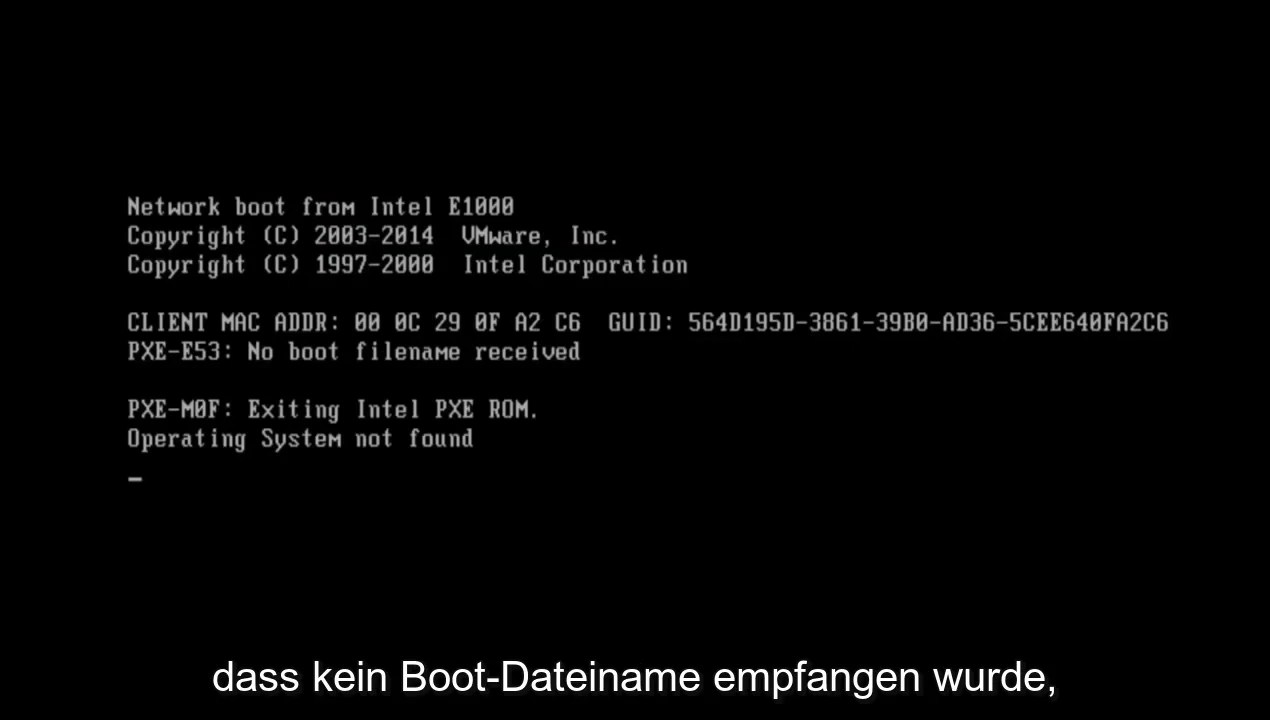 Network boot from Intel E1000
Copyright (C) 2003-2014  VMware, Inc.
Copyright (C) 1997-2000  Intel Corporation
CLIENT MAC ADDR: 00 0C 29 0F A2 C6  GUID: 564D195D-3861-39B0-AD36-5CEE640FA2C6
PXE-E53: No boot filename received
PXE-M0F: Exiting Intel PXE ROM.
Operating System not found
dass kein Boot-Dateiname empfangen wurde,